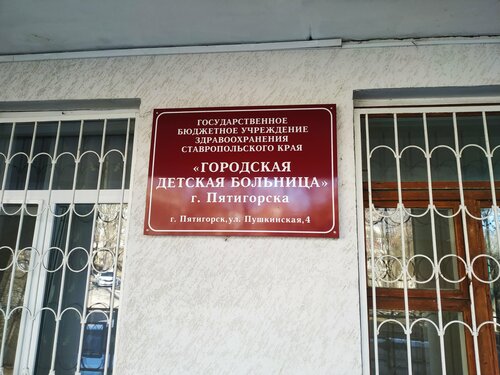 ГОСУДАРСТВЕННОЕ
БЮДЖЕТНОЕ УЧРЕЖДЕНИЕ
ЗДРАВООХРАНЕНИЯ
СТАВРОПОЛЬСКОГО КРАЯ
«ГОРОДСКАЯ
ДЕТСКАЯ БОЛЬНИЦА»
г. Пятигорска
г. Пятигорск, ул. Пушкинская, 4